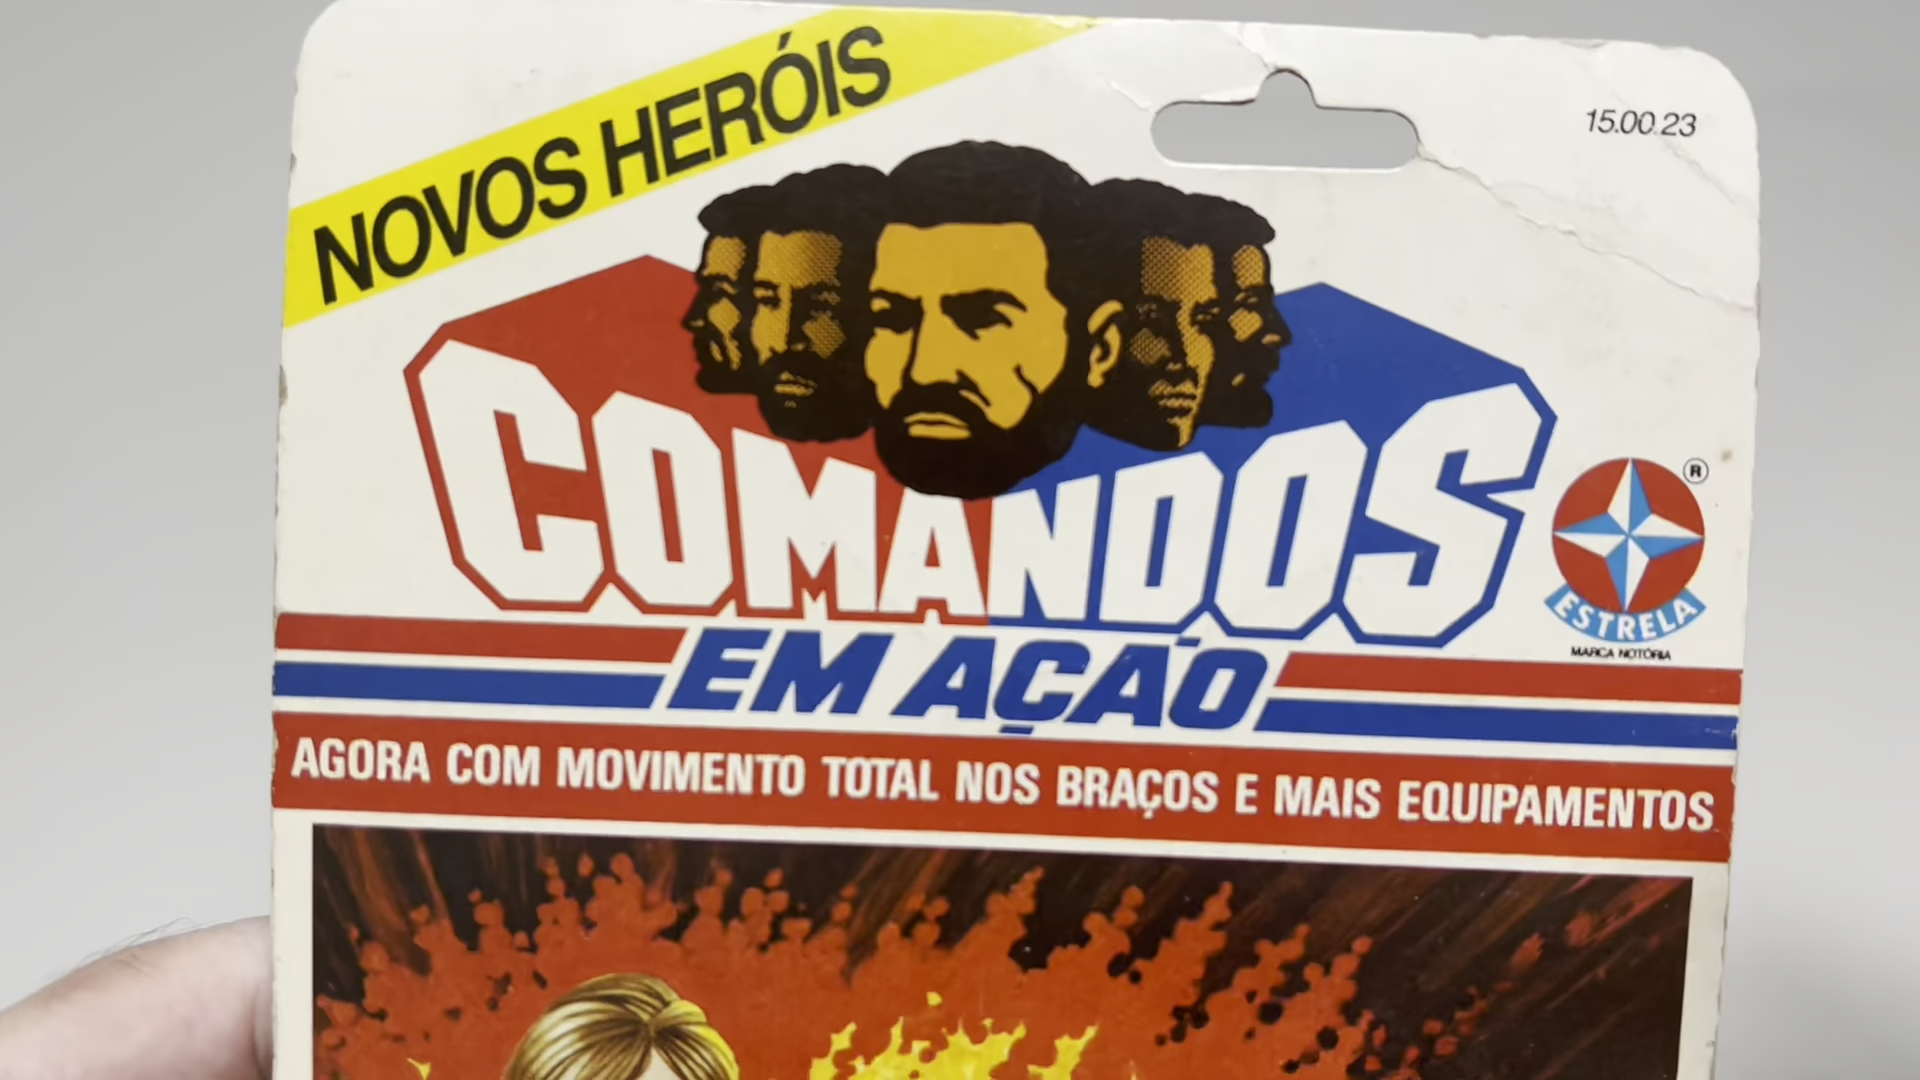 NOVOS HERÓIS
15.00.23
COMANDOS
EM AÇÃO
®
ESTRELA
MARCA NOTÓRIA
AGORA COM MOVIMENTO TOTAL NOS BRAÇOS E MAIS EQUIPAMENTOS